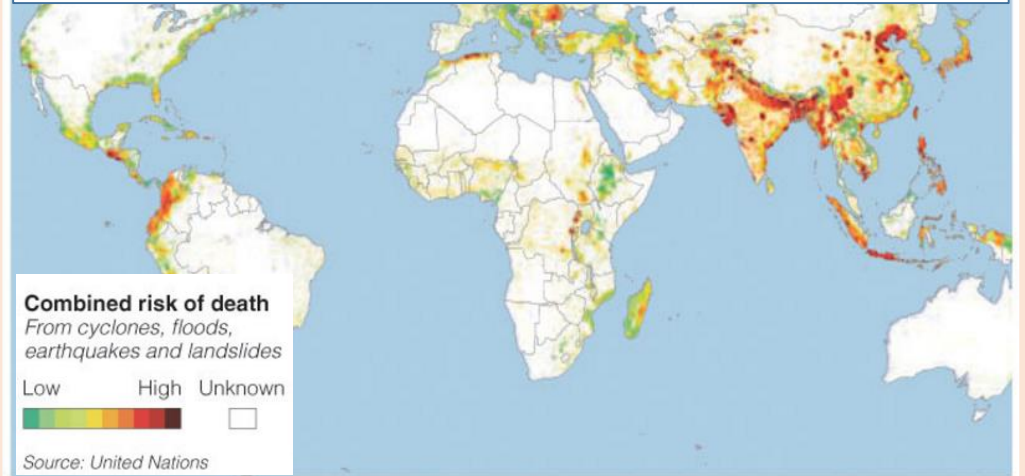 Combined risk of death
From cyclones, floods,
earthquakes and landslides
Low High Unknown
Source: United Nations